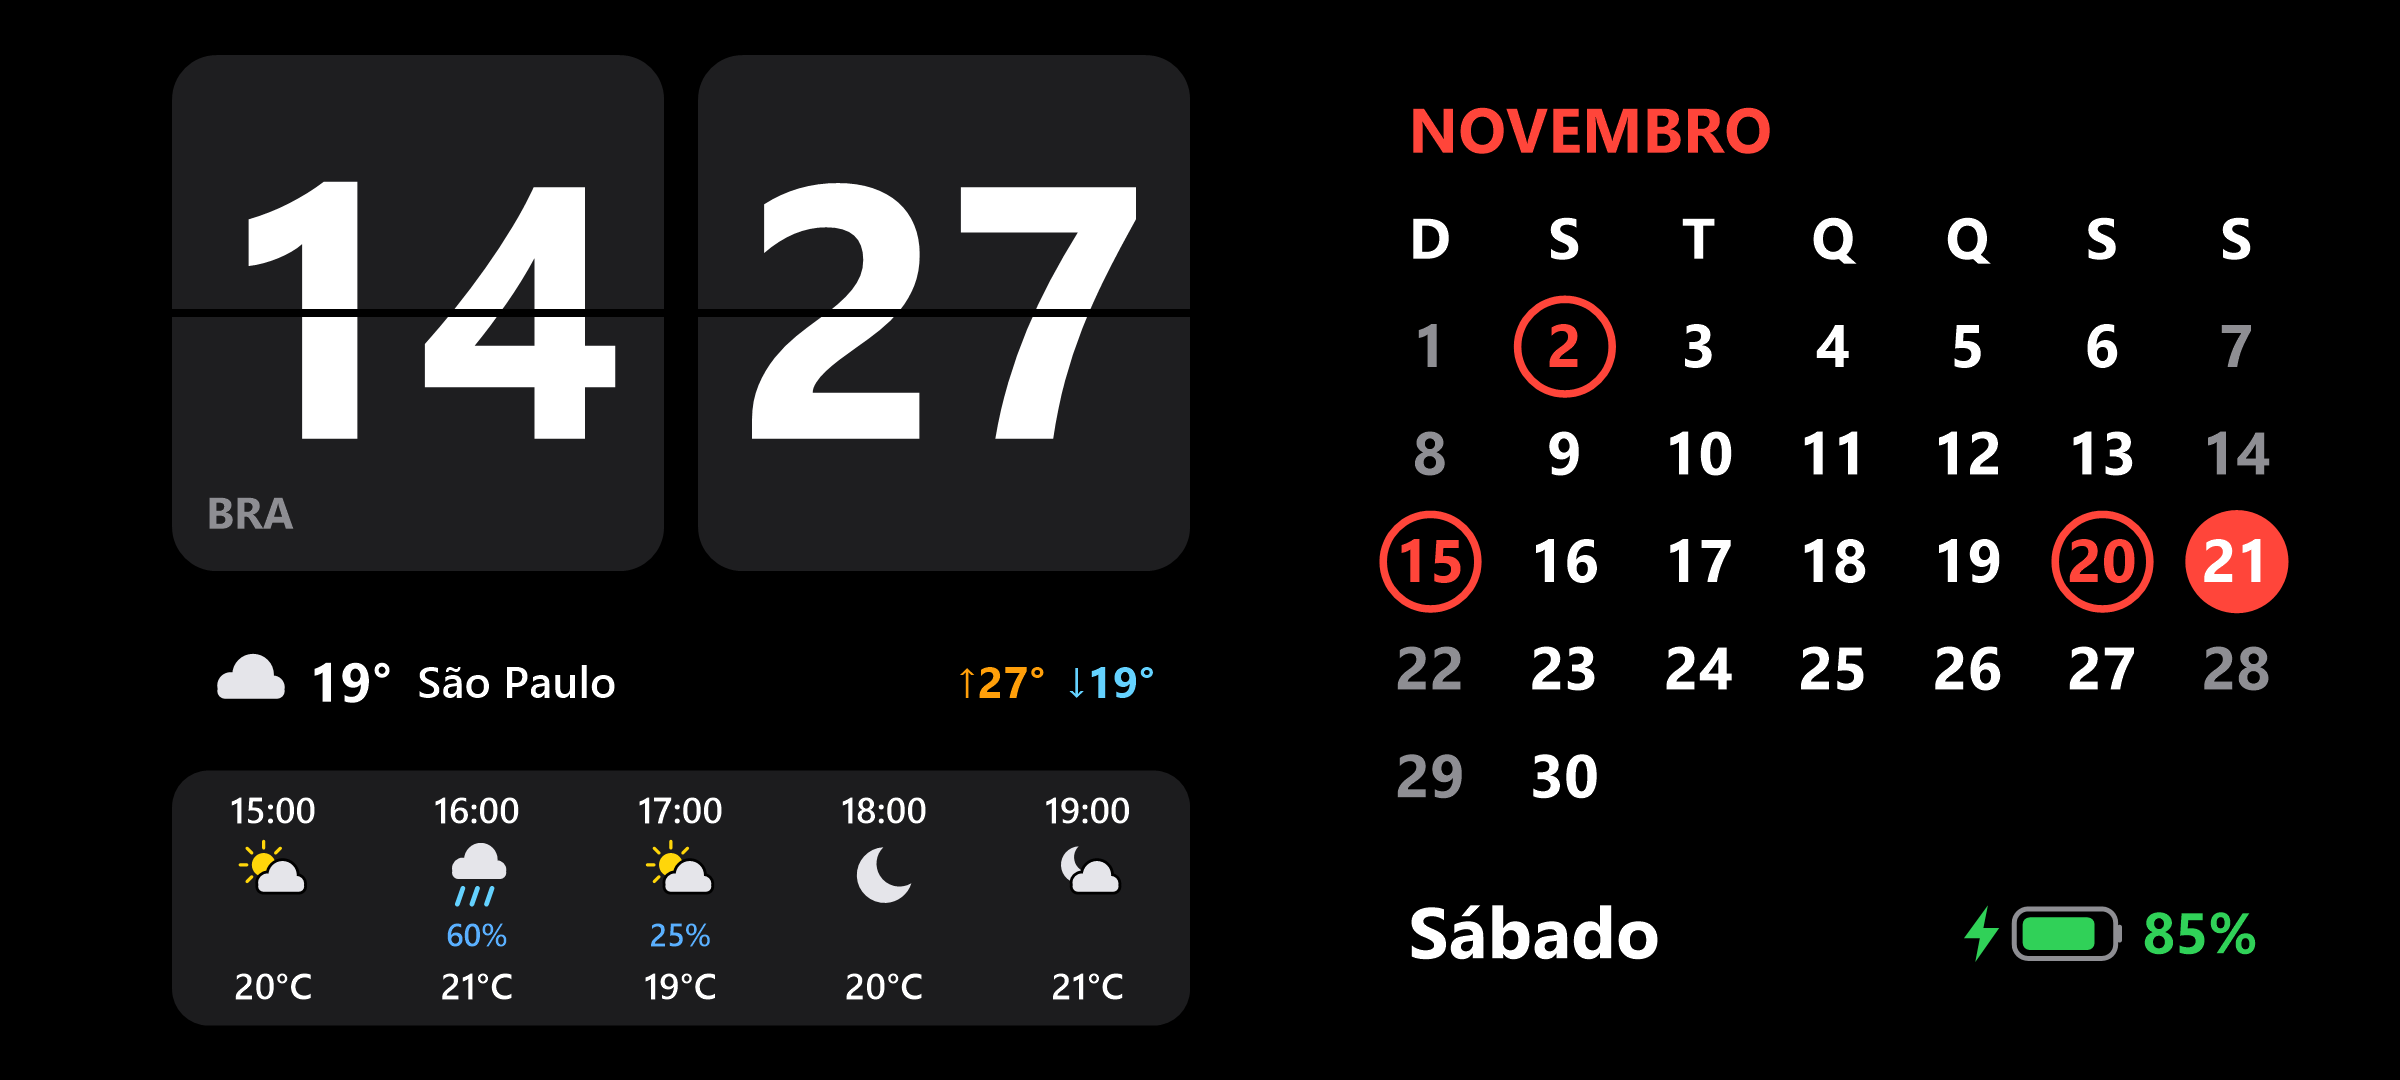 14 27
BRA
19° São Paulo ↑27° ↓19°
15:00 16:00 17:00 18:00 19:00
60% 25%
20°C 21°C 19°C 20°C 21°C
NOVEMBRO
D S T Q Q S S
1 2 3 4 5 6 7
8 9 10 11 12 13 14
15 16 17 18 19 20 21
22 23 24 25 26 27 28
29 30
Sábado 85%